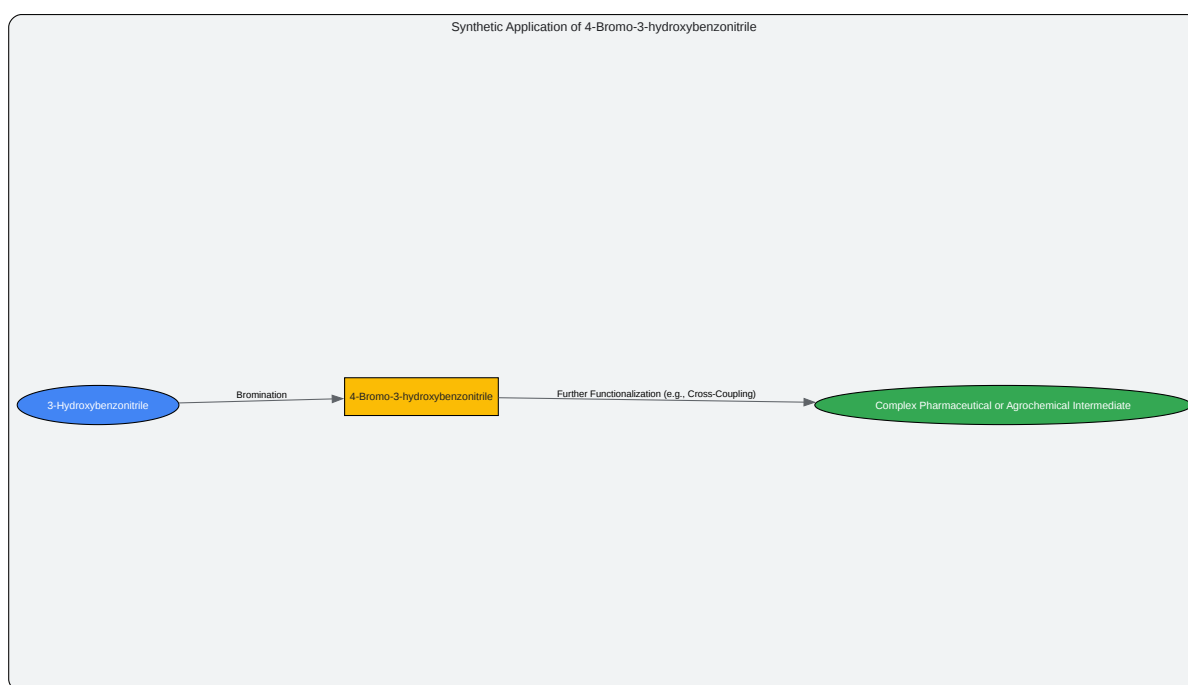 Synthetic Application of 4-Bromo-3-hydroxybenzonitrile
3-Hydroxybenzonitrile
Bromination
4-Bromo-3-hydroxybenzonitrile
Further Functionalization (e.g., Cross-Coupling)
Complex Pharmaceutical or Agrochemical Intermediate